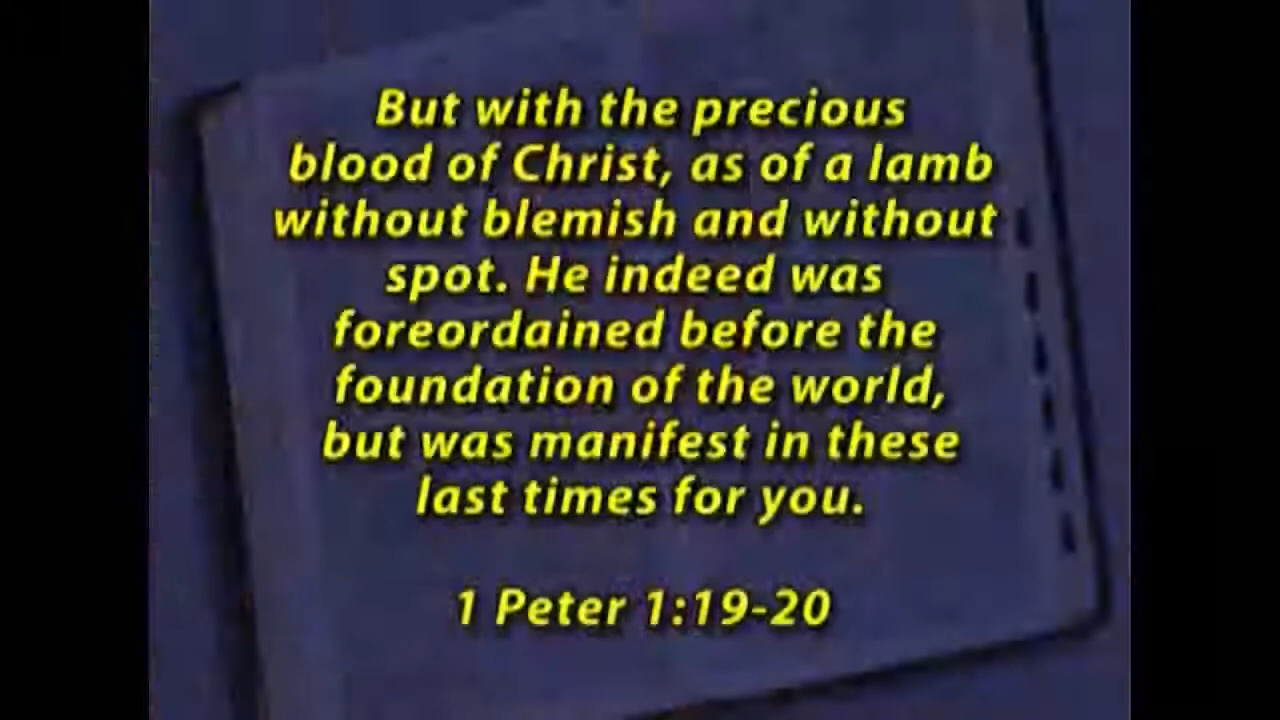 But with the precious
blood of Christ, as of a lamb
without blemish and without
spot. He indeed was
foreordained before the
foundation of the world,
but was manifest in these
last times for you.
1 Peter 1:19-20